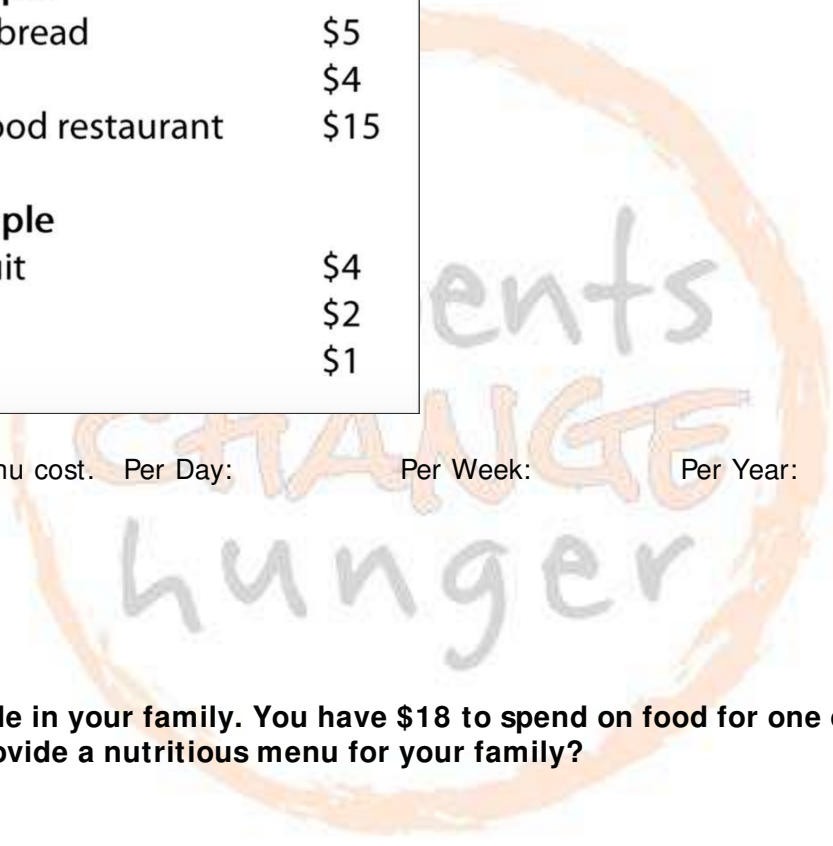 bread $5
$4
ood restaurant $15
ple
uit $4
$2
$1
ents
CHANGE
nu cost. Per Day: Per Week: Per Year:
hunger
le in your family. You have $18 to spend on food for one
ovide a nutritious menu for your family?